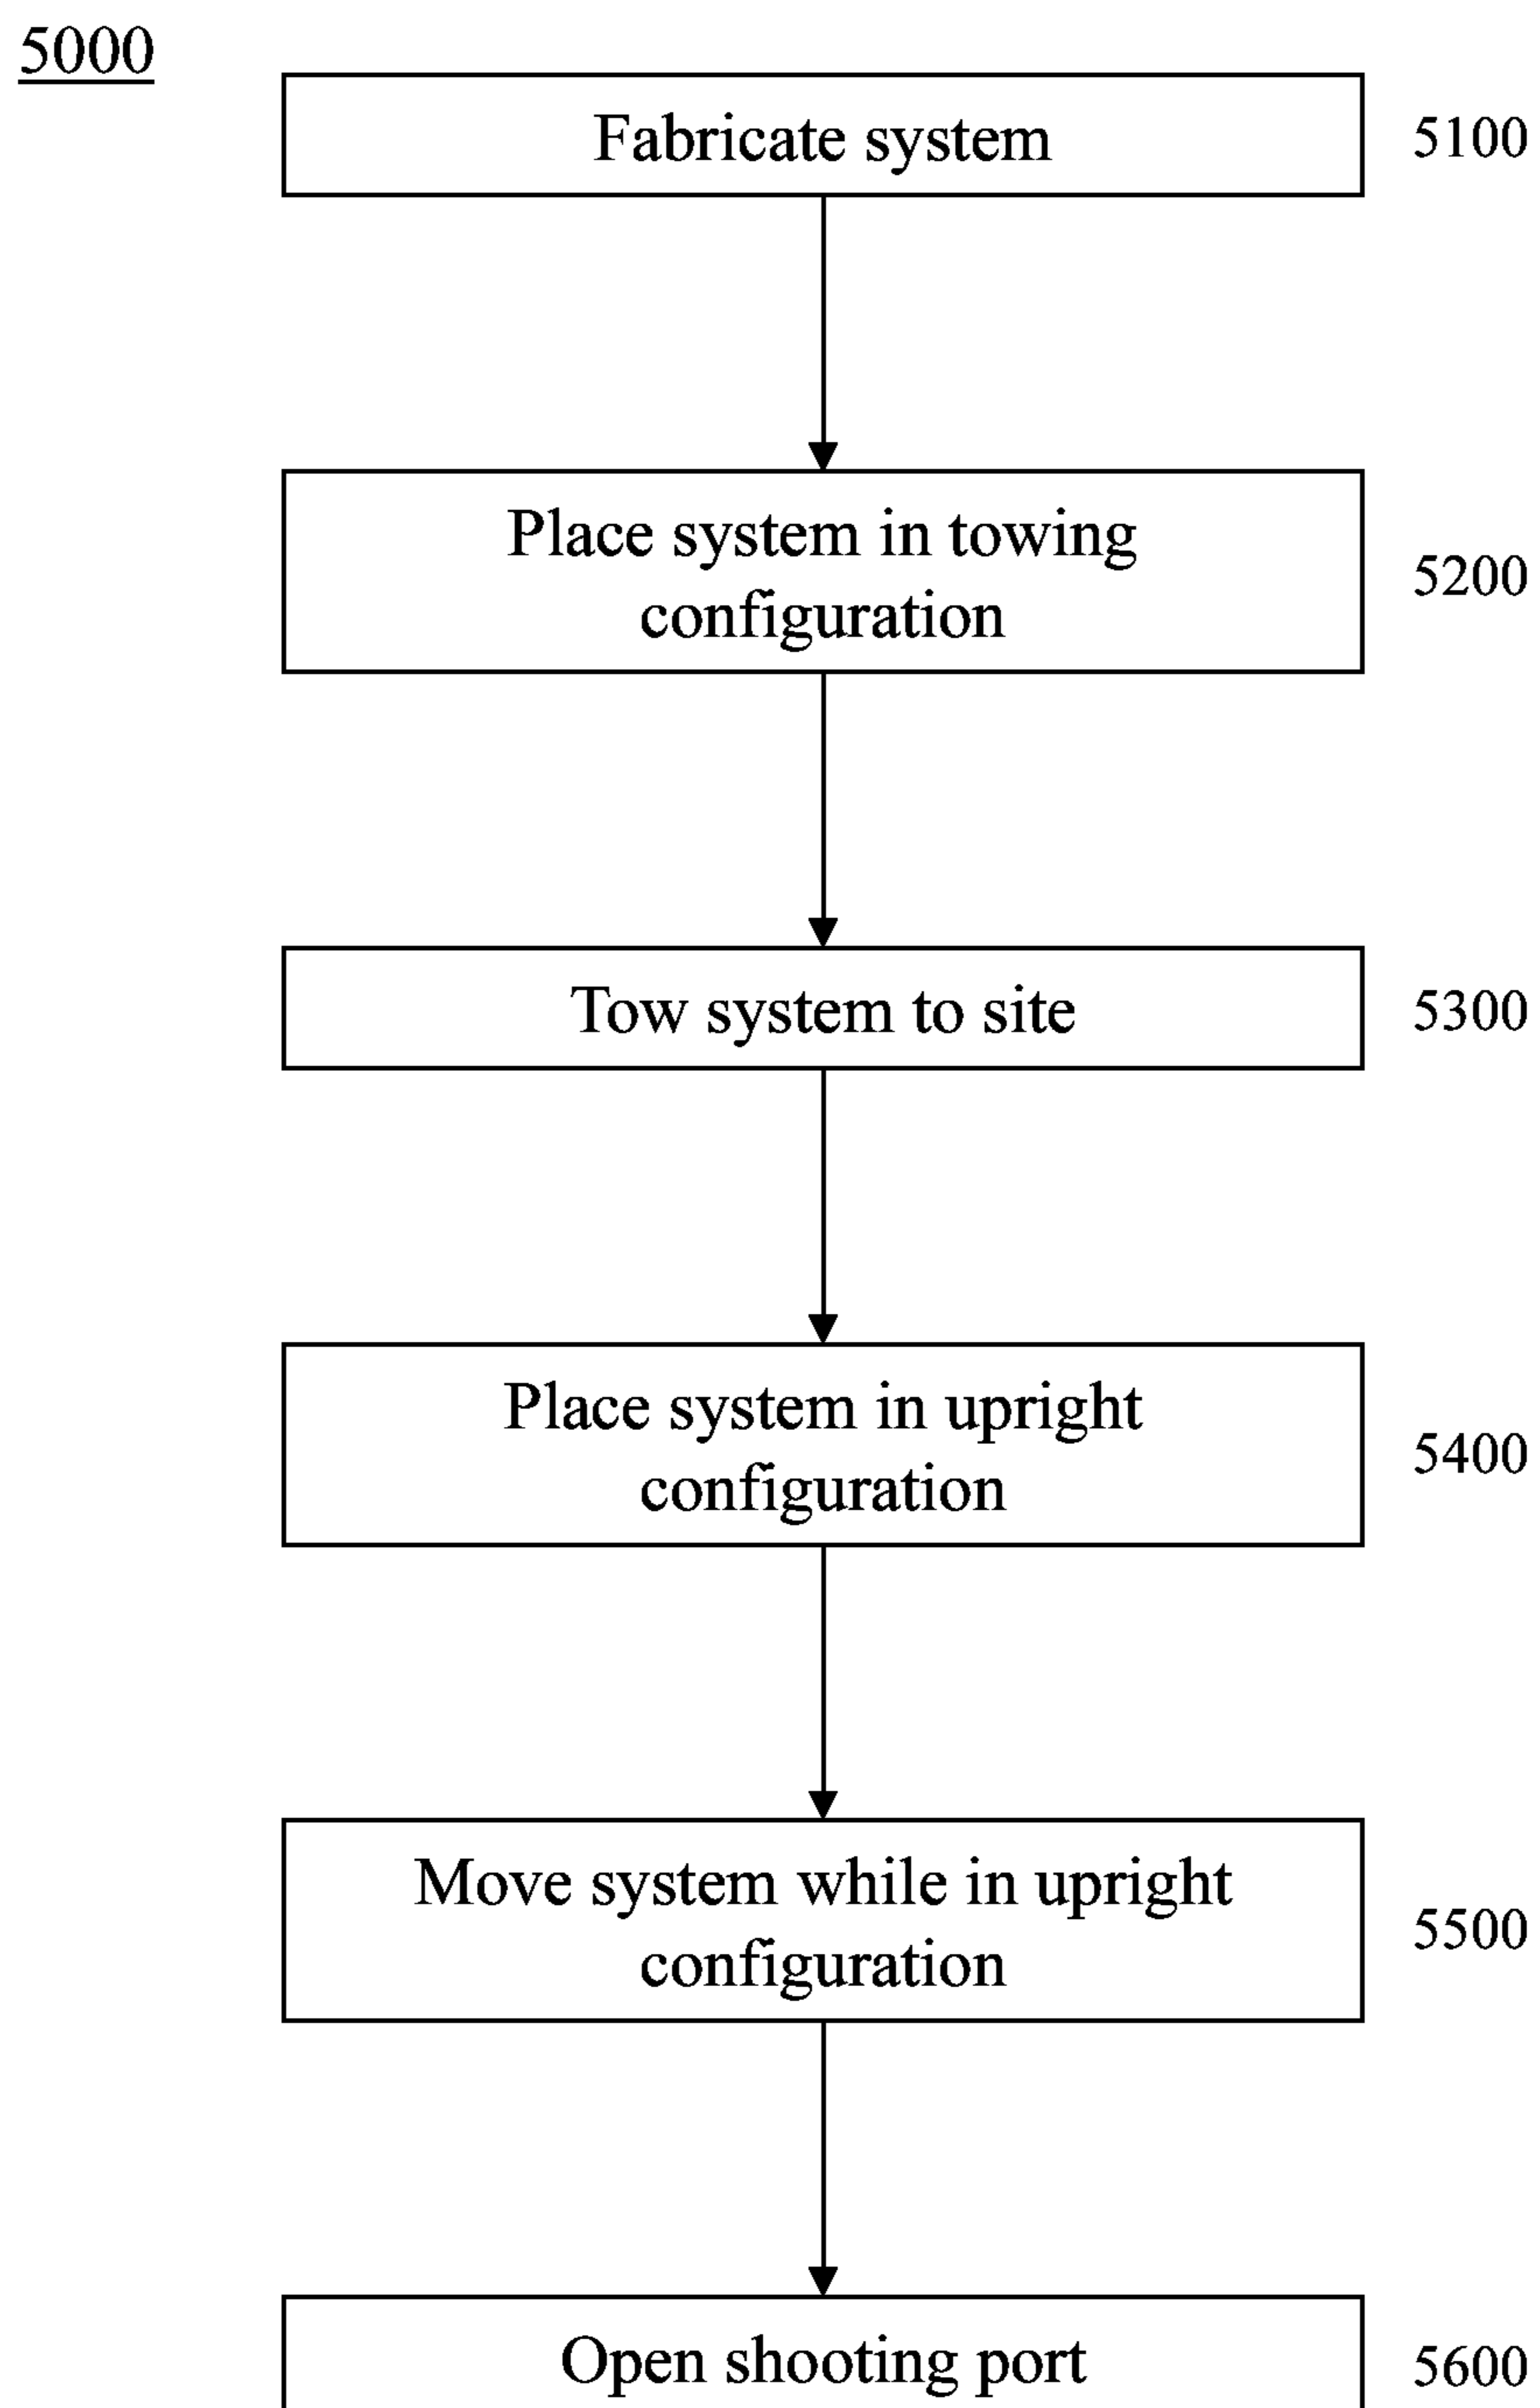 5000
Fabricate system
5100
Place system in towing
configuration
5200
Tow system to site
5300
Place system in upright
configuration
5400
Move system while in upright
configuration
5500
Open shooting port
5600